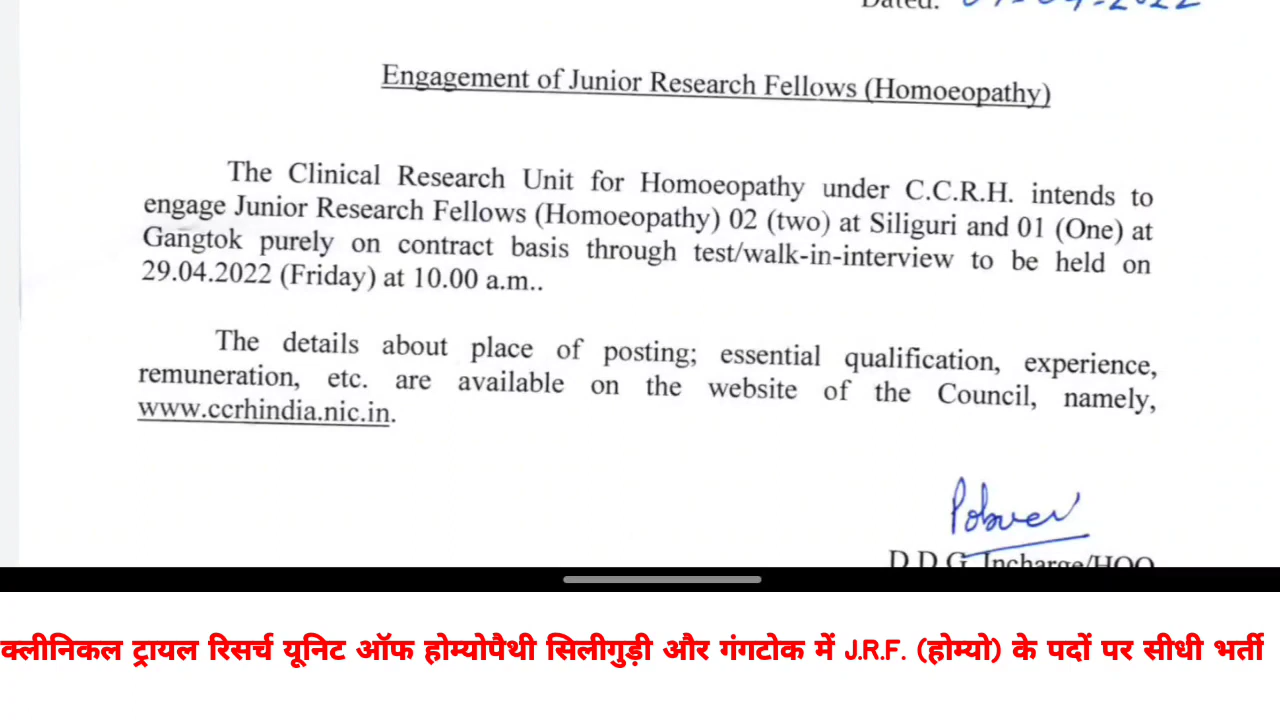 Dated:
Engagement of Junior Research Fellows (Homoeopathy)
The Clinical Research Unit for Homoeopathy under C.C.R.H. intends to
engage Junior Research Fellows (Homoeopathy) 02 (two) at Siliguri and 01 (One) at
Gangtok purely on contract basis through test/walk-in-interview to be held on
29.04.2022 (Friday) at 10.00 a.m..
The details about place of posting; essential qualification, experience,
remuneration, etc. are available on the website of the Council, namely,
www.ccrhindia.nic.in.
D.D.G. Incharge/HOO
क्लीनिकल ट्रायल रिसर्च यूनिट ऑफ होम्योपैथी सिलीगुड़ी और गंगटोक में J.R.F. (होम्यो) के पदों पर सीधी भर्ती